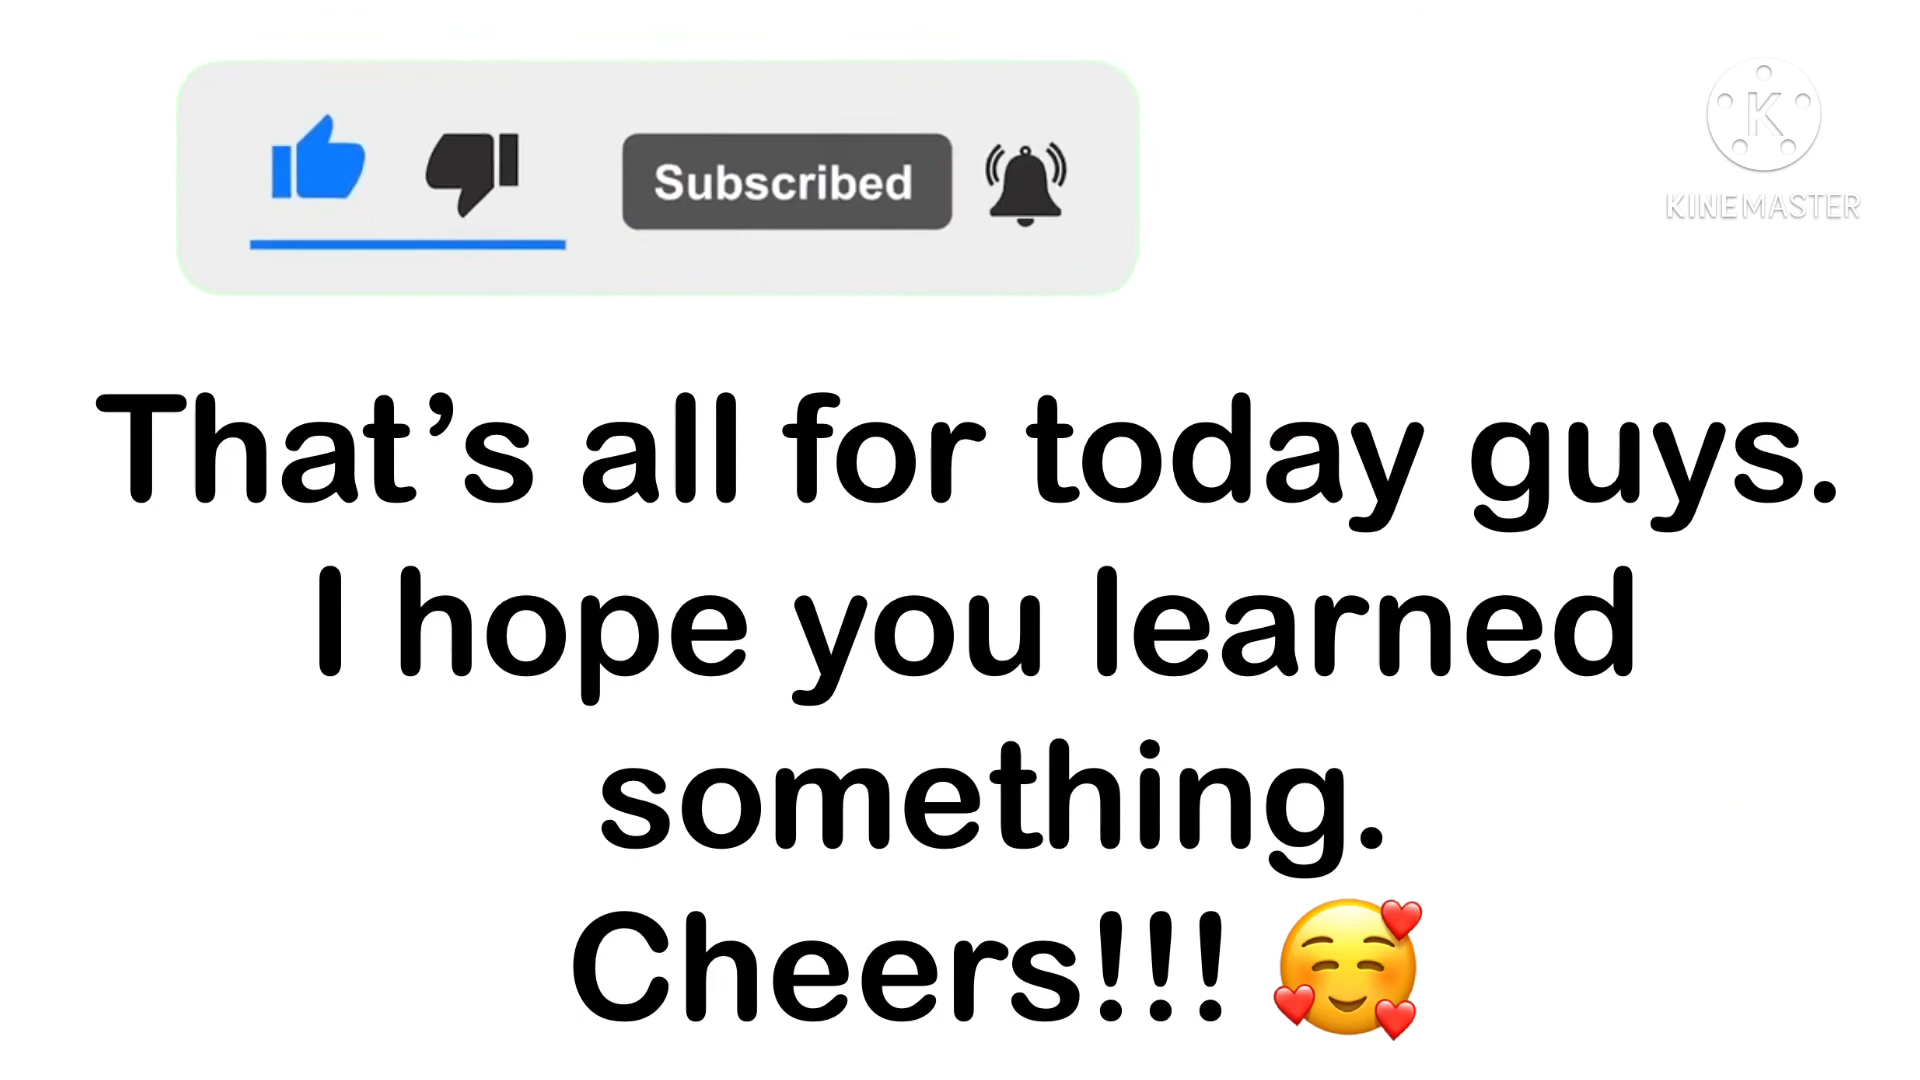 Subscribed
K
KINEMASTER
That’s all for today guys.
I hope you learned
something.
Cheers!!! 🥰